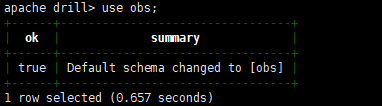 apache drill> use obs;
+------+---------------------------------+
| ok | summary |
+------+---------------------------------+
| true | Default schema changed to [obs] |
+------+---------------------------------+
1 row selected (0.657 seconds)